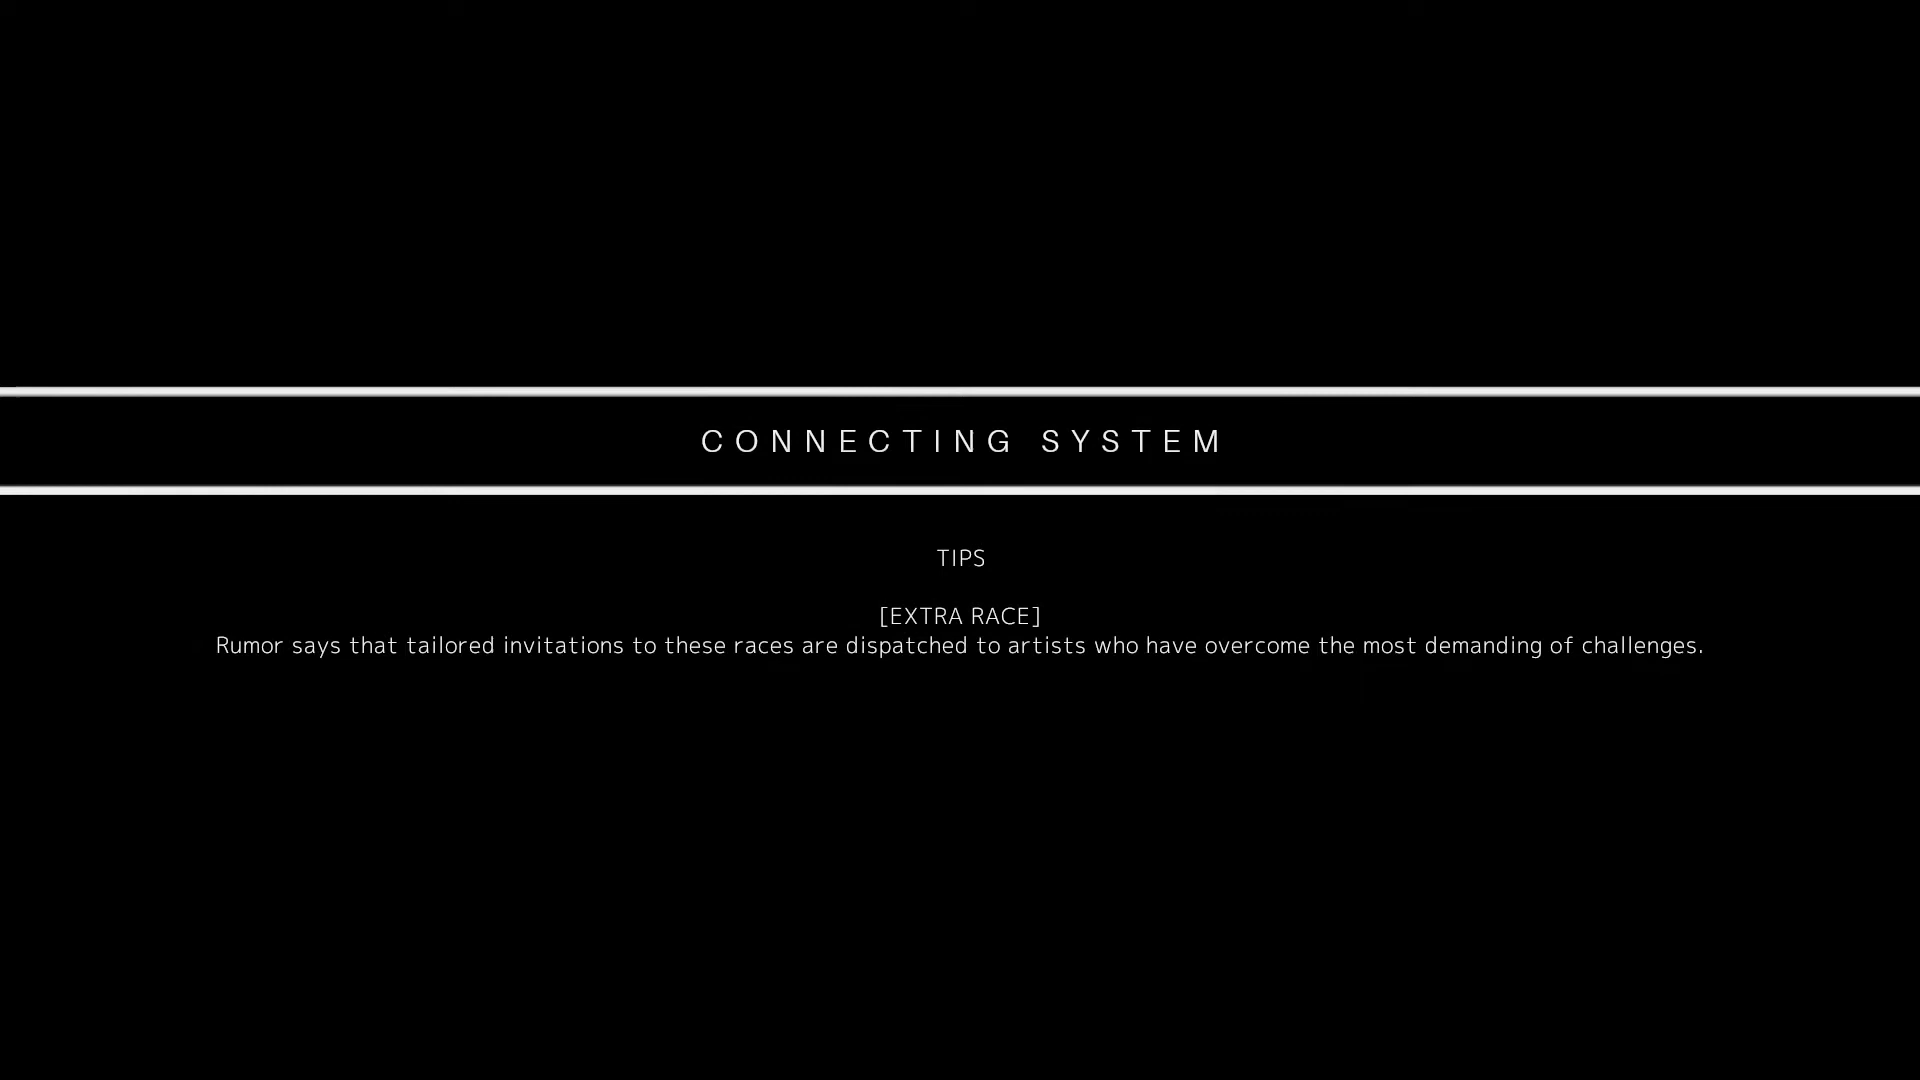 CONNECTING SYSTEM
TIPS
[EXTRA RACE]
Rumor says that tailored invitations to these races are dispatched to artists who have overcome the most demanding of challenges.